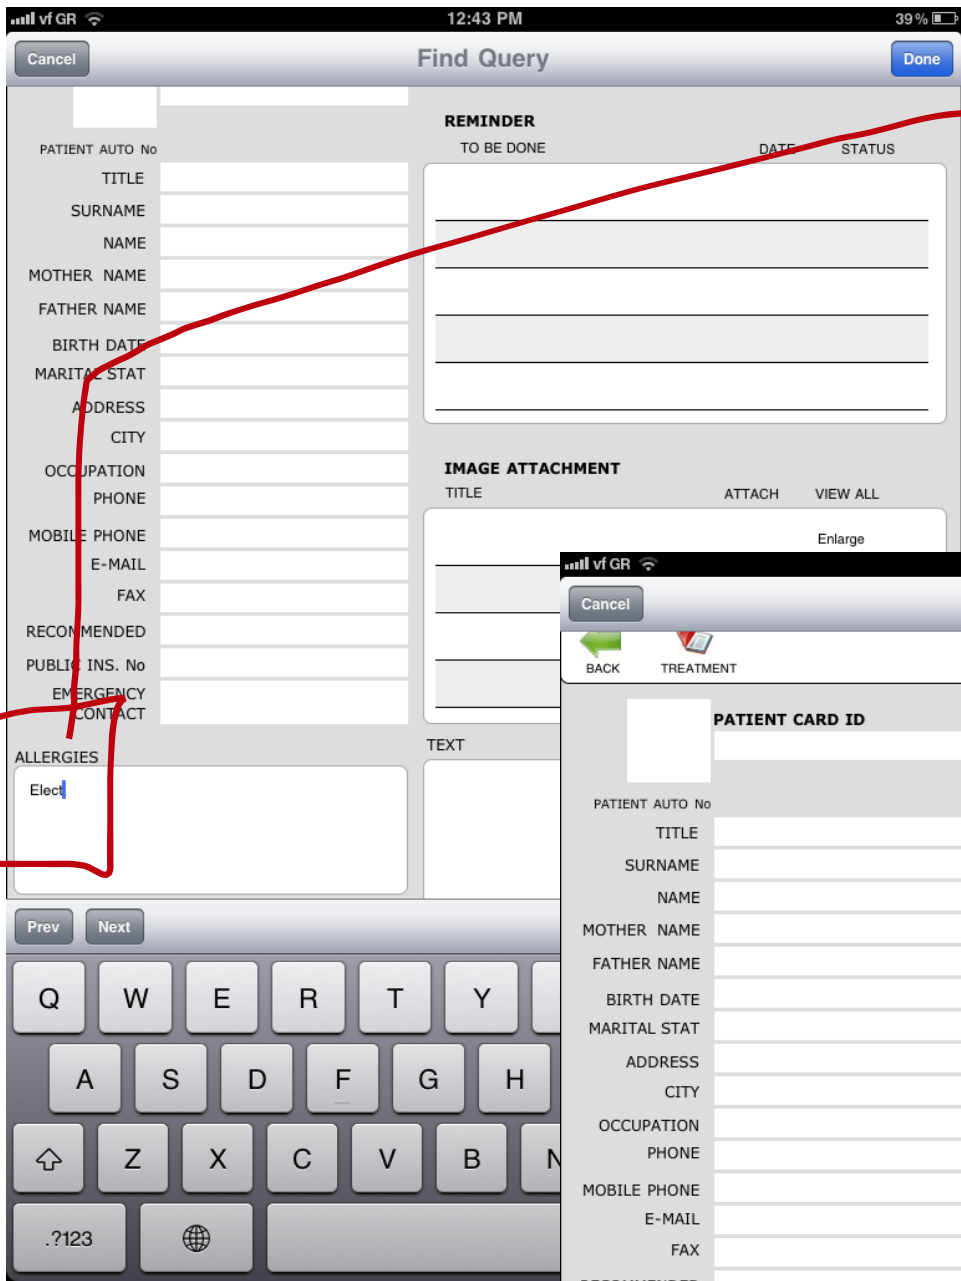 vf GR 12:43 PM 39%
Cancel Find Query Done
PATIENT AUTO No
TITLE
SURNAME
NAME
MOTHER NAME
FATHER NAME
BIRTH DATE
MARITAL STAT
ADDRESS
CITY
OCCUPATION
PHONE
MOBILE PHONE
E-MAIL
FAX
RECOMMENDED
PUBLIC INS. No
EMERGENCY
CONTACT
ALLERGIES
Elect
REMINDER
TO BE DONE DATE STATUS
IMAGE ATTACHMENT
TITLE ATTACH VIEW ALL
Enlarge
TEXT
Prev Next
Q W E R T Y
A S D F G H
Z X C V B N
.?123
vf GR
Cancel
BACK TREATMENT
PATIENT CARD ID
PATIENT AUTO No
TITLE
SURNAME
NAME
MOTHER NAME
FATHER NAME
BIRTH DATE
MARITAL STAT
ADDRESS
CITY
OCCUPATION
PHONE
MOBILE PHONE
E-MAIL
FAX
RECOMMENDED